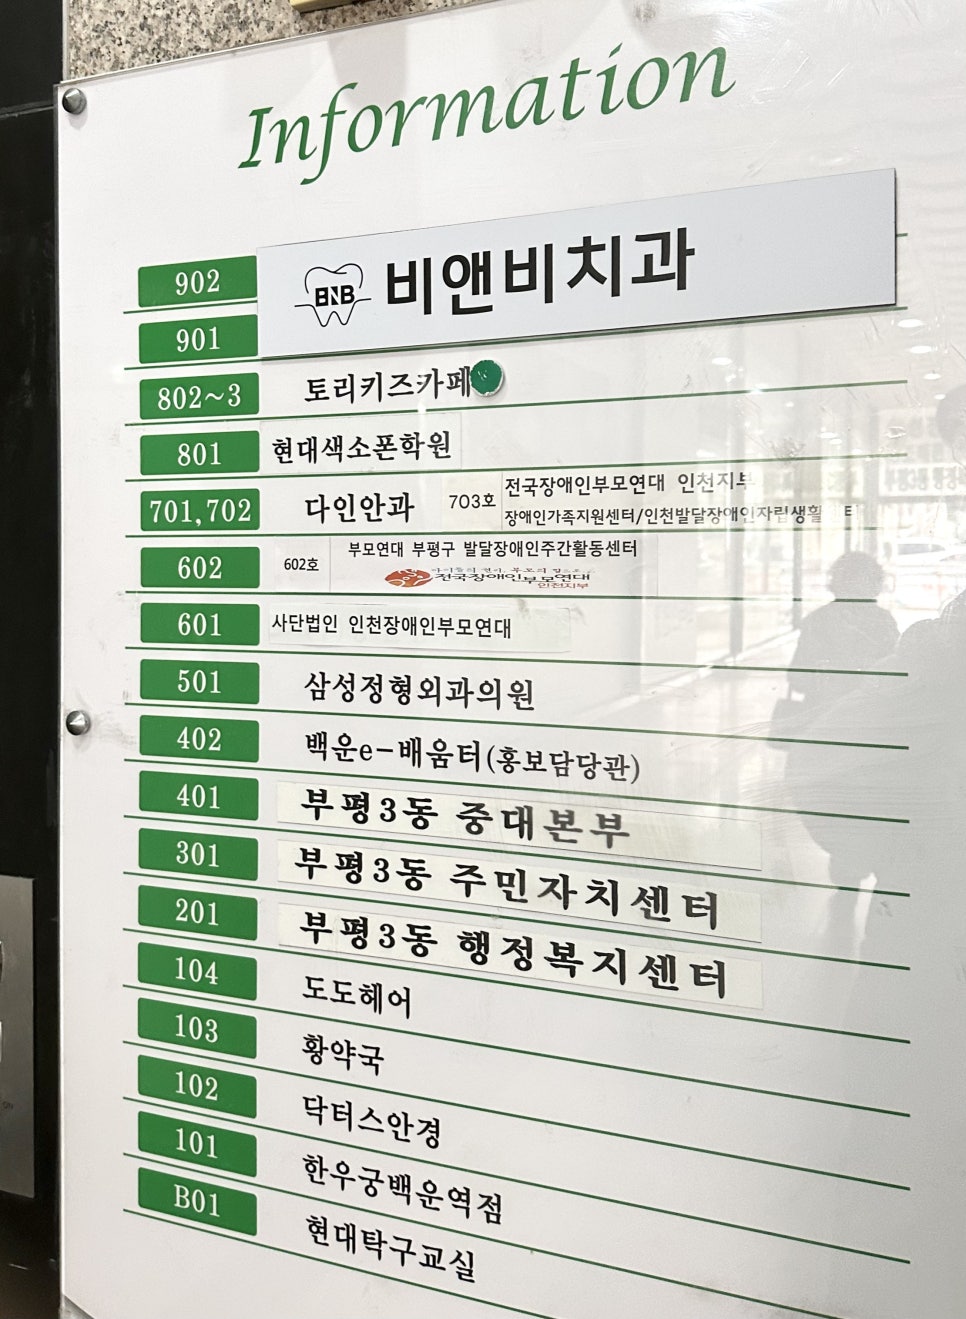 Information
902
BNB 비앤비치과
901
802~3 토리키즈카페
801 현대색소폰학원
701,702 다인안과 703호 전국장애인부모연대 인천지부
장애인가족지원센터/인천발달장애인자립생활센터
602 602호 부모연대 부평구 발달장애인주간활동센터
전국장애인부모연대
인천지부
601 사단법인 인천장애인부모연대
501 삼성정형외과의원
402 백운e-배움터(홍보담당관)
401 부평3동 중대본부
301 부평3동 주민자치센터
201 부평3동 행정복지센터
104 도도헤어
103 황약국
102 닥터스안경
101 한우궁백운역점
B01 현대탁구교실